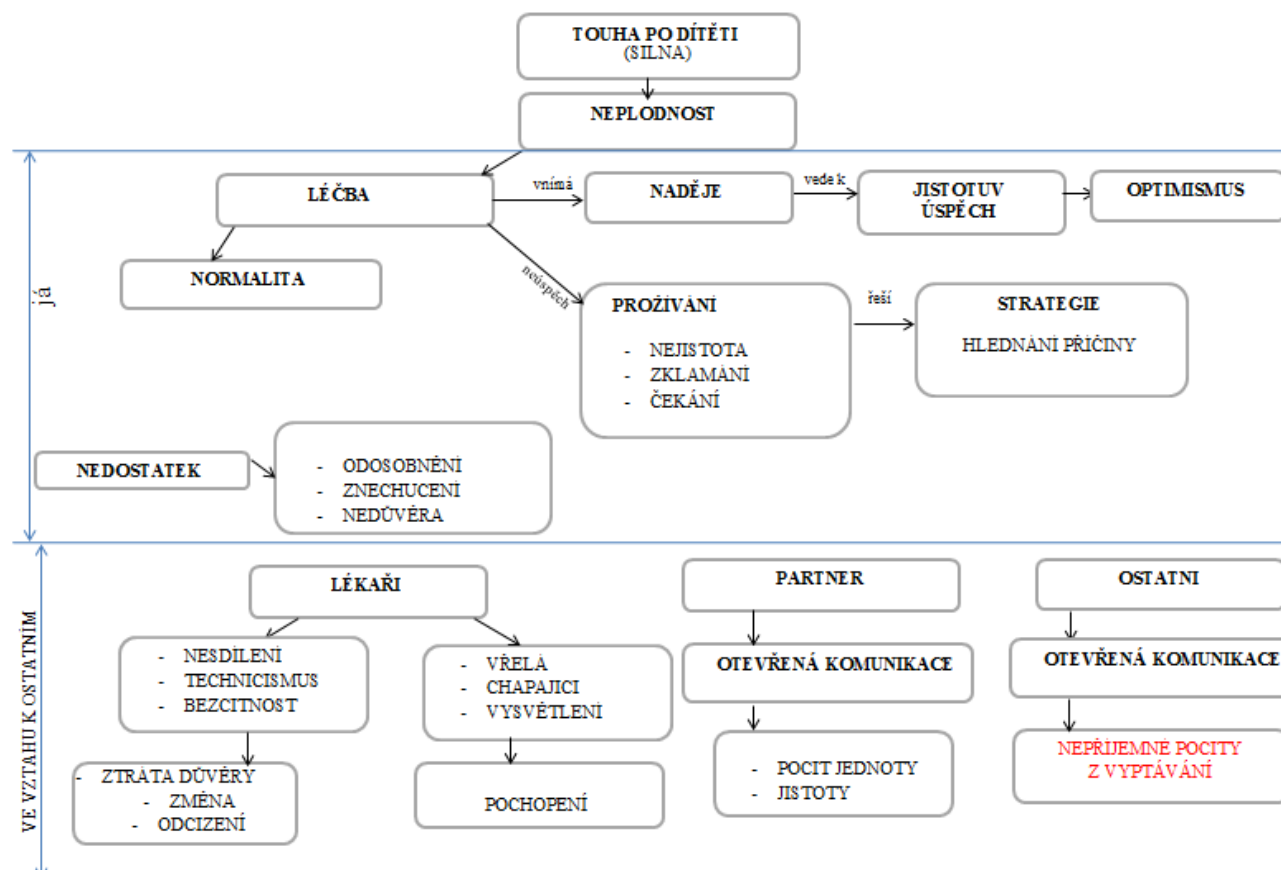 TOUHA PO DÍTĚTI
(SILNA)
NEPLODNOST
já
LÉČBA
vnímá
NADĚJE
vede k
JISTOTUV
ÚSPĚCH
OPTIMISMUS
NORMALITA
neúspěch
PROŽÍVÁNÍ
- NEJISTOTA
- ZKLAMÁNÍ
- ČEKÁNÍ
řeší
STRATEGIE
HLEDNÁNÍ PŘÍČINY
NEDOSTATEK
- ODOSOBNĚNÍ
- ZNECHUCENÍ
- NEDŮVĚRA
VE VZTAHU K OSTATNÍM
LÉKAŘI
- NESDÍLENÍ
- TECHNICISMUS
- BEZCITNOST
- ZTRÁTA DŮVĚRY
- ZMĚNA
- ODCIZENÍ
- VŘELÁ
- CHAPAJICI
- VYSVĚTLENÍ
POCHOPENÍ
PARTNER
OTEVŘENÁ KOMUNIKACE
- POCIT JEDNOTY
- JISTOTY
OSTATNI
OTEVŘENÁ KOMUNIKACE
NEPŘÍJEMNÉ POCITY
Z VYPTÁVÁNÍ